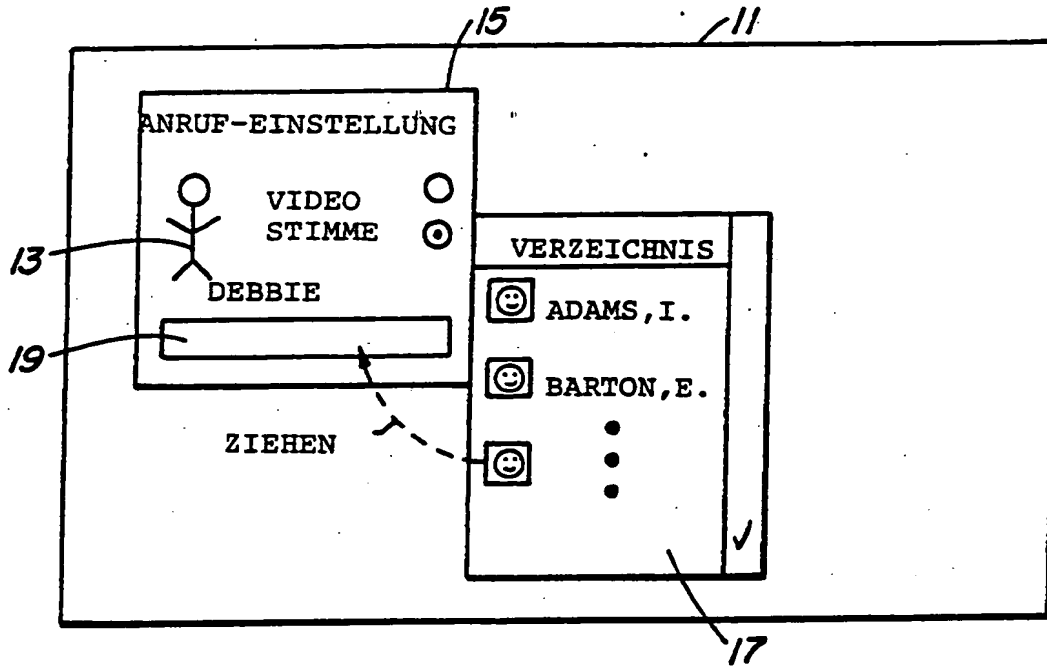 15
11
ANRUF-EINSTELLUNG
VIDEO
STIMME
13
DEBBIE
19
ZIEHEN
VERZEICHNIS
ADAMS,I.
BARTON,E.
17